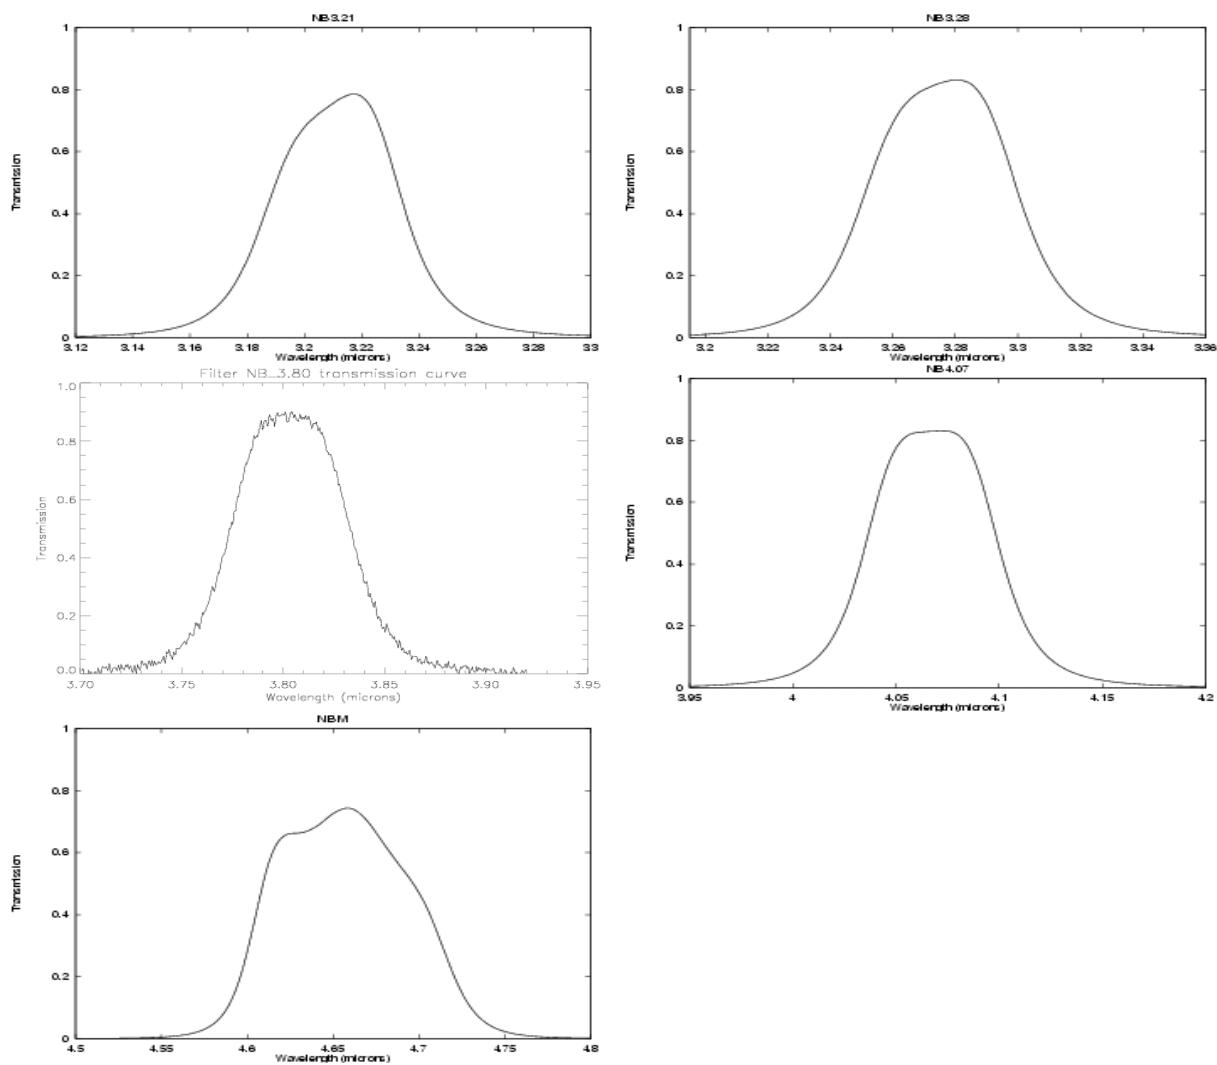 NB3.21
1
0.8
0.6
0.4
0.2
0
Transmission
3.12 3.14 3.16 3.18 3.2 3.22 3.24 3.26 3.28 3.3
Wavelength (microns)
NB3.28
1
0.8
0.6
0.4
0.2
0
Transmission
3.2 3.22 3.24 3.26 3.28 3.3 3.32 3.34 3.36
Wavelength (microns)
Filter NB_3.80 transmission curve
1.0
0.8
0.6
0.4
0.2
0.0
Transmission
3.70 3.75 3.80 3.85 3.90 3.95
Wavelength (microns)
NB4.07
1
0.8
0.6
0.4
0.2
0
Transmission
3.95 4 4.05 4.1 4.15 4.2
Wavelength (microns)
NBM
1
0.8
0.6
0.4
0.2
0
Transmission
4.5 4.55 4.6 4.65 4.7 4.75 4.8
Wavelength (microns)